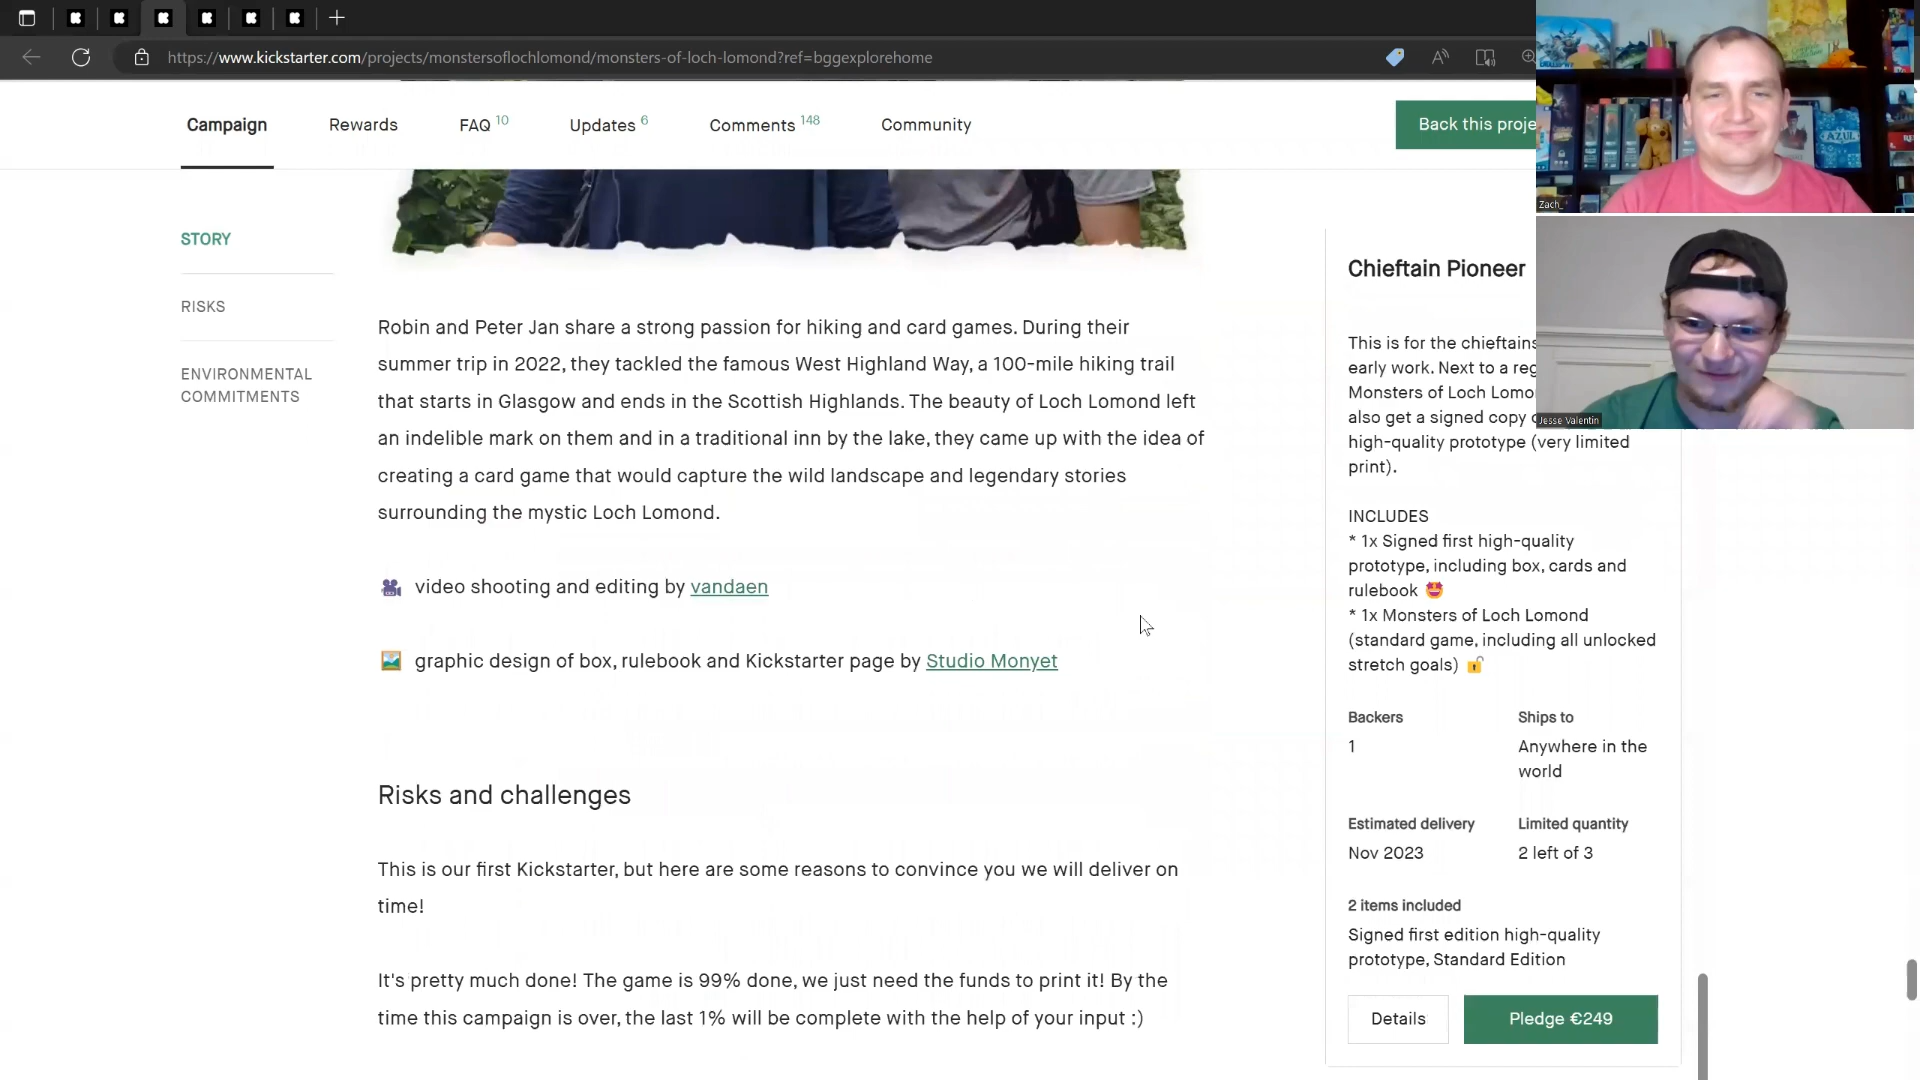 https://www.kickstarter.com/projects/monstersoflochlomond/monsters-of-loch-lomond?ref=bggexplorehome
Campaign Rewards FAQ 10 Updates 6 Comments 148 Community
Back this proje
STORY
RISKS
ENVIRONMENTAL
COMMITMENTS
Robin and Peter Jan share a strong passion for hiking and card games. During their
summer trip in 2022, they tackled the famous West Highland Way, a 100-mile hiking trail
that starts in Glasgow and ends in the Scottish Highlands. The beauty of Loch Lomond left
an indelible mark on them and in a traditional inn by the lake, they came up with the idea of
creating a card game that would capture the wild landscape and legendary stories
surrounding the mystic Loch Lomond.
video shooting and editing by vandaen
graphic design of box, rulebook and Kickstarter page by Studio Monyet
Risks and challenges
This is our first Kickstarter, but here are some reasons to convince you we will deliver on
time!
It's pretty much done! The game is 99% done, we just need the funds to print it! By the
time this campaign is over, the last 1% will be complete with the help of your input :)
Chieftain Pioneer
This is for the chieftains
early work. Next to a reg
Monsters of Loch Lomo
also get a signed copy
high-quality prototype (very limited
print).
INCLUDES
* 1x Signed first high-quality
prototype, including box, cards and
rulebook 🤩
* 1x Monsters of Loch Lomond
(standard game, including all unlocked
stretch goals) 🔓
Backers
1
Ships to
Anywhere in the
world
Estimated delivery
Nov 2023
Limited quantity
2 left of 3
2 items included
Signed first edition high-quality
prototype, Standard Edition
Details
Pledge €249
Zach_
Jesse Valentin
AZUL